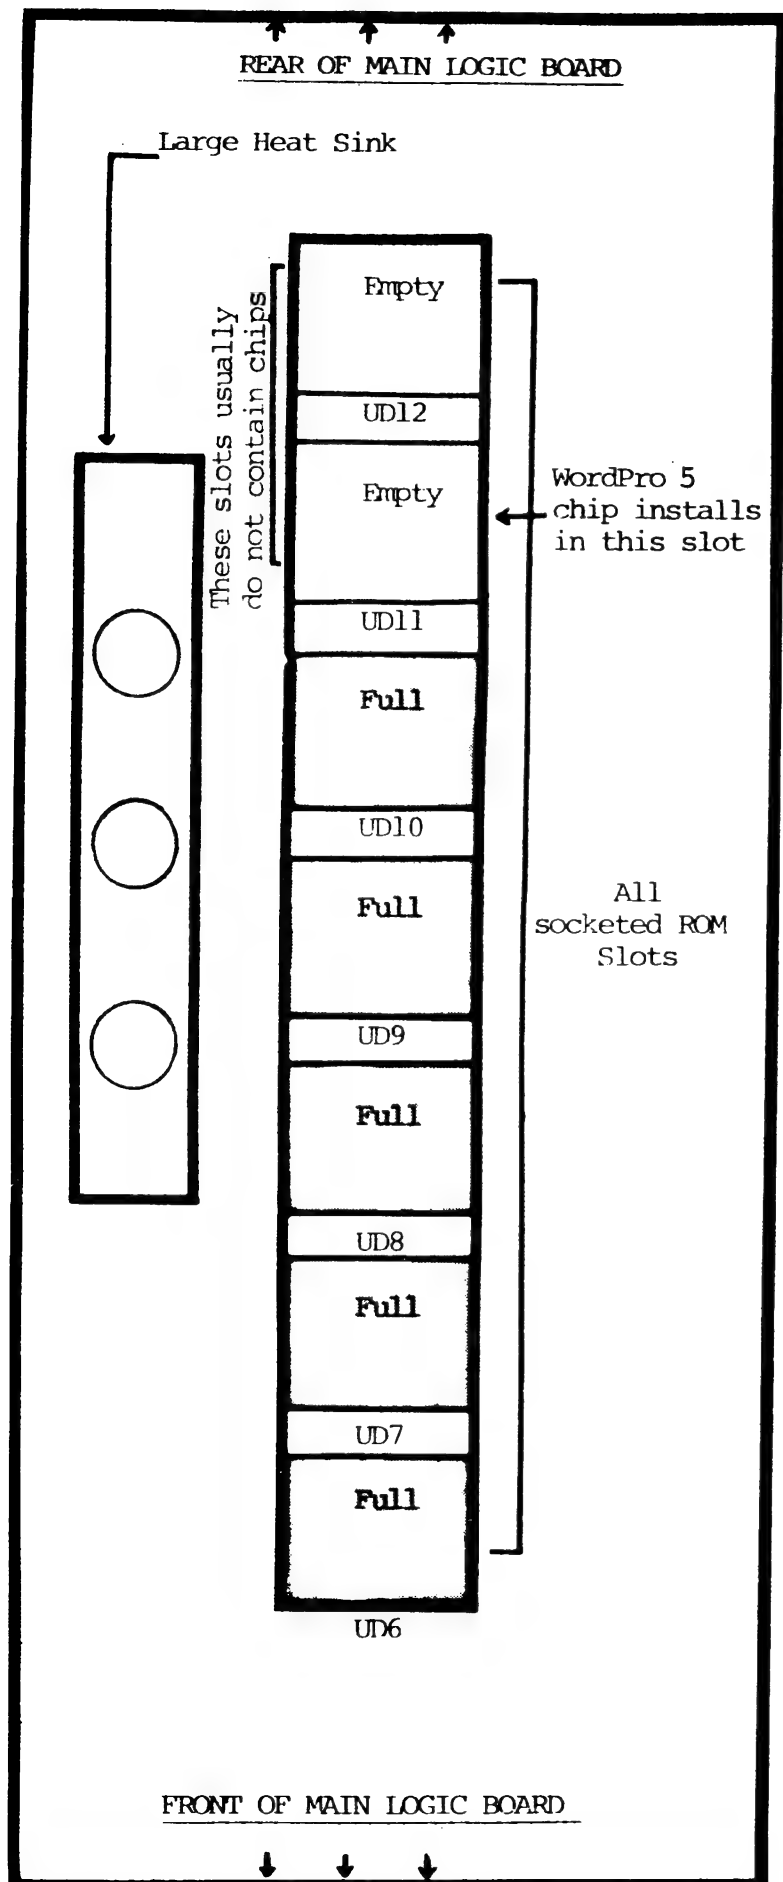 REAR OF MAIN LOGIC BOARD
Large Heat Sink
These slots usually
do not contain chips
Empty
UD12
Empty
WordPro 5
chip installs
in this slot
UD11
Full
UD10
Full
All
socketed ROM
Slots
UD9
Full
UD8
Full
UD7
Full
UD6
FRONT OF MAIN LOGIC BOARD